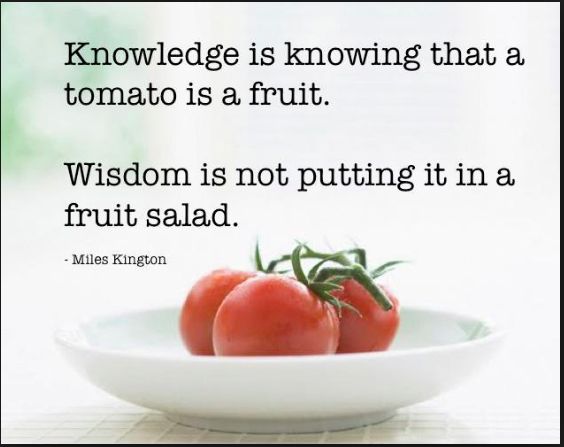 Knowledge is knowing that a
tomato is a fruit.
Wisdom is not putting it in a
fruit salad.
- Miles Kington